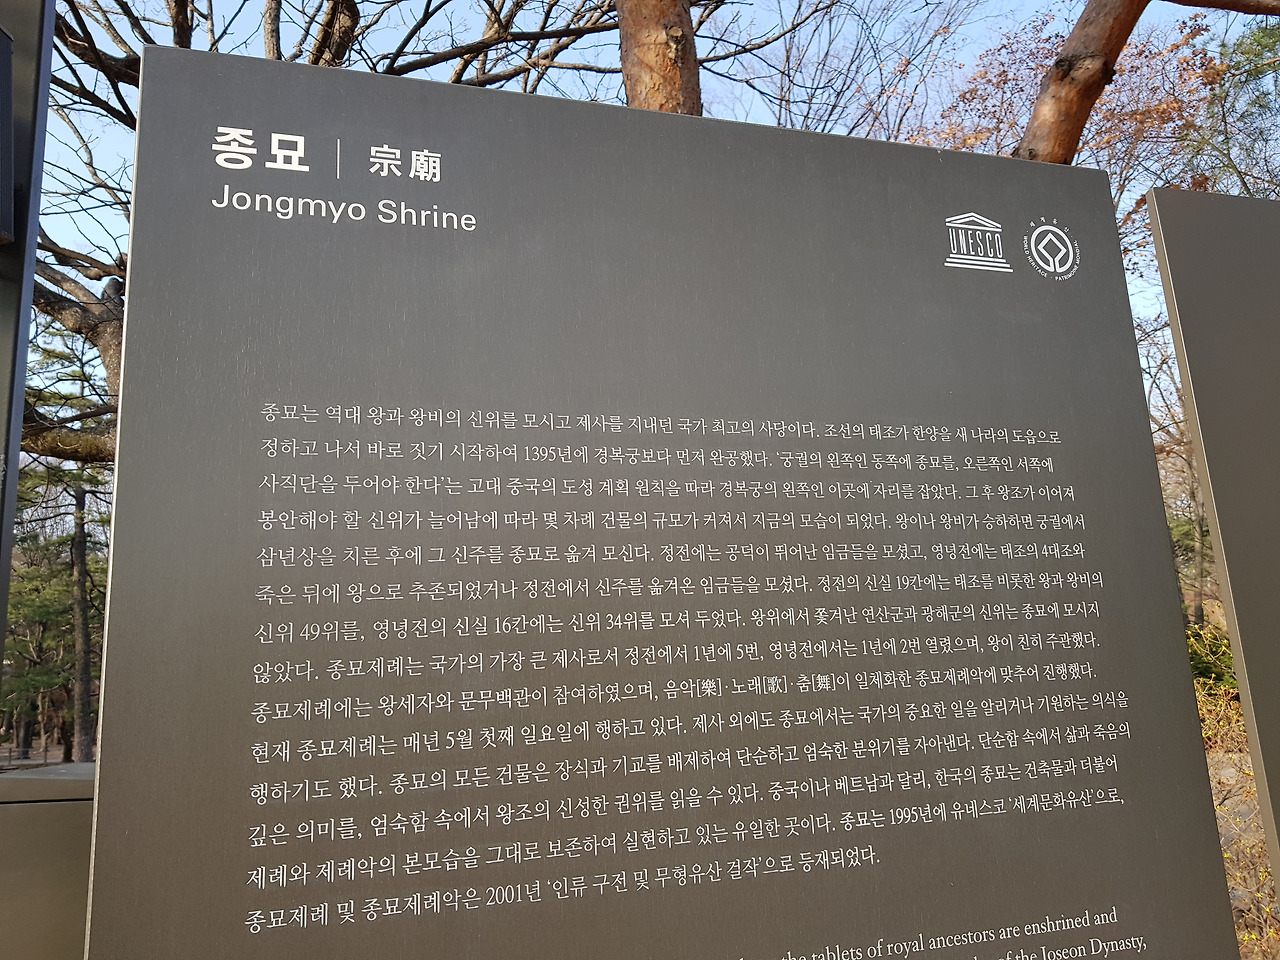 종묘 | 宗廟
Jongmyo Shrine
UNESCO
세계유산
WORLD HERITAGE · PATRIMOINE MONDIAL
종묘는 역대 왕과 왕비의 신위를 모시고 제사를 지내던 국가 최고의 사당이다. 조선의 태조가 한양을 새 나라의 도읍으로
정하고 나서 바로 짓기 시작하여 1395년에 경복궁보다 먼저 완공했다. ‘궁궐의 왼쪽인 동쪽에 종묘를, 오른쪽인 서쪽에
사직단을 두어야 한다’는 고대 중국의 도성 계획 원칙을 따라 경복궁의 왼쪽인 이곳에 자리를 잡았다. 그 후 왕조가 이어져
봉안해야 할 신위가 늘어남에 따라 몇 차례 건물의 규모가 커져서 지금의 모습이 되었다. 왕이나 왕비가 승하하면 궁궐에서
삼년상을 치른 후에 그 신주를 종묘로 옮겨 모신다. 정전에는 공덕이 뛰어난 임금들을 모셨고, 영녕전에는 태조의 4대조와
죽은 뒤에 왕으로 추존되었거나 정전에서 신주를 옮겨온 임금들을 모셨다. 정전의 신실 19칸에는 태조를 비롯한 왕과 왕비의
신위 49위를, 영녕전의 신실 16칸에는 신위 34위를 모셔 두었다. 왕위에서 쫓겨난 연산군과 광해군의 신위는 종묘에 모시지
않았다. 종묘제례는 국가의 가장 큰 제사로서 정전에서 1년에 5번, 영녕전에서는 1년에 2번 열렸으며, 왕이 친히 주관했다.
종묘제례에는 왕세자와 문무백관이 참여하였으며, 음악[樂]·노래[歌]·춤[舞]이 일체화한 종묘제례악에 맞추어 진행했다.
현재 종묘제례는 매년 5월 첫째 일요일에 행하고 있다. 제사 외에도 종묘에서는 국가의 중요한 일을 알리거나 기원하는 의식을
행하기도 했다. 종묘의 모든 건물은 장식과 기교를 배제하여 단순하고 엄숙한 분위기를 자아낸다. 단순함 속에서 삶과 죽음의
깊은 의미를, 엄숙함 속에서 왕조의 신성한 권위를 읽을 수 있다. 중국이나 베트남과 달리, 한국의 종묘는 건축물과 더불어
제례와 제례악의 본모습을 그대로 보존하여 실현하고 있는 유일한 곳이다. 종묘는 1995년에 유네스코 ‘세계문화유산’으로,
종묘제례 및 종묘제례악은 2001년 ‘인류 구전 및 무형유산 걸작’으로 등재되었다.
the tablets of royal ancestors are enshrined and
of the Joseon Dynasty,